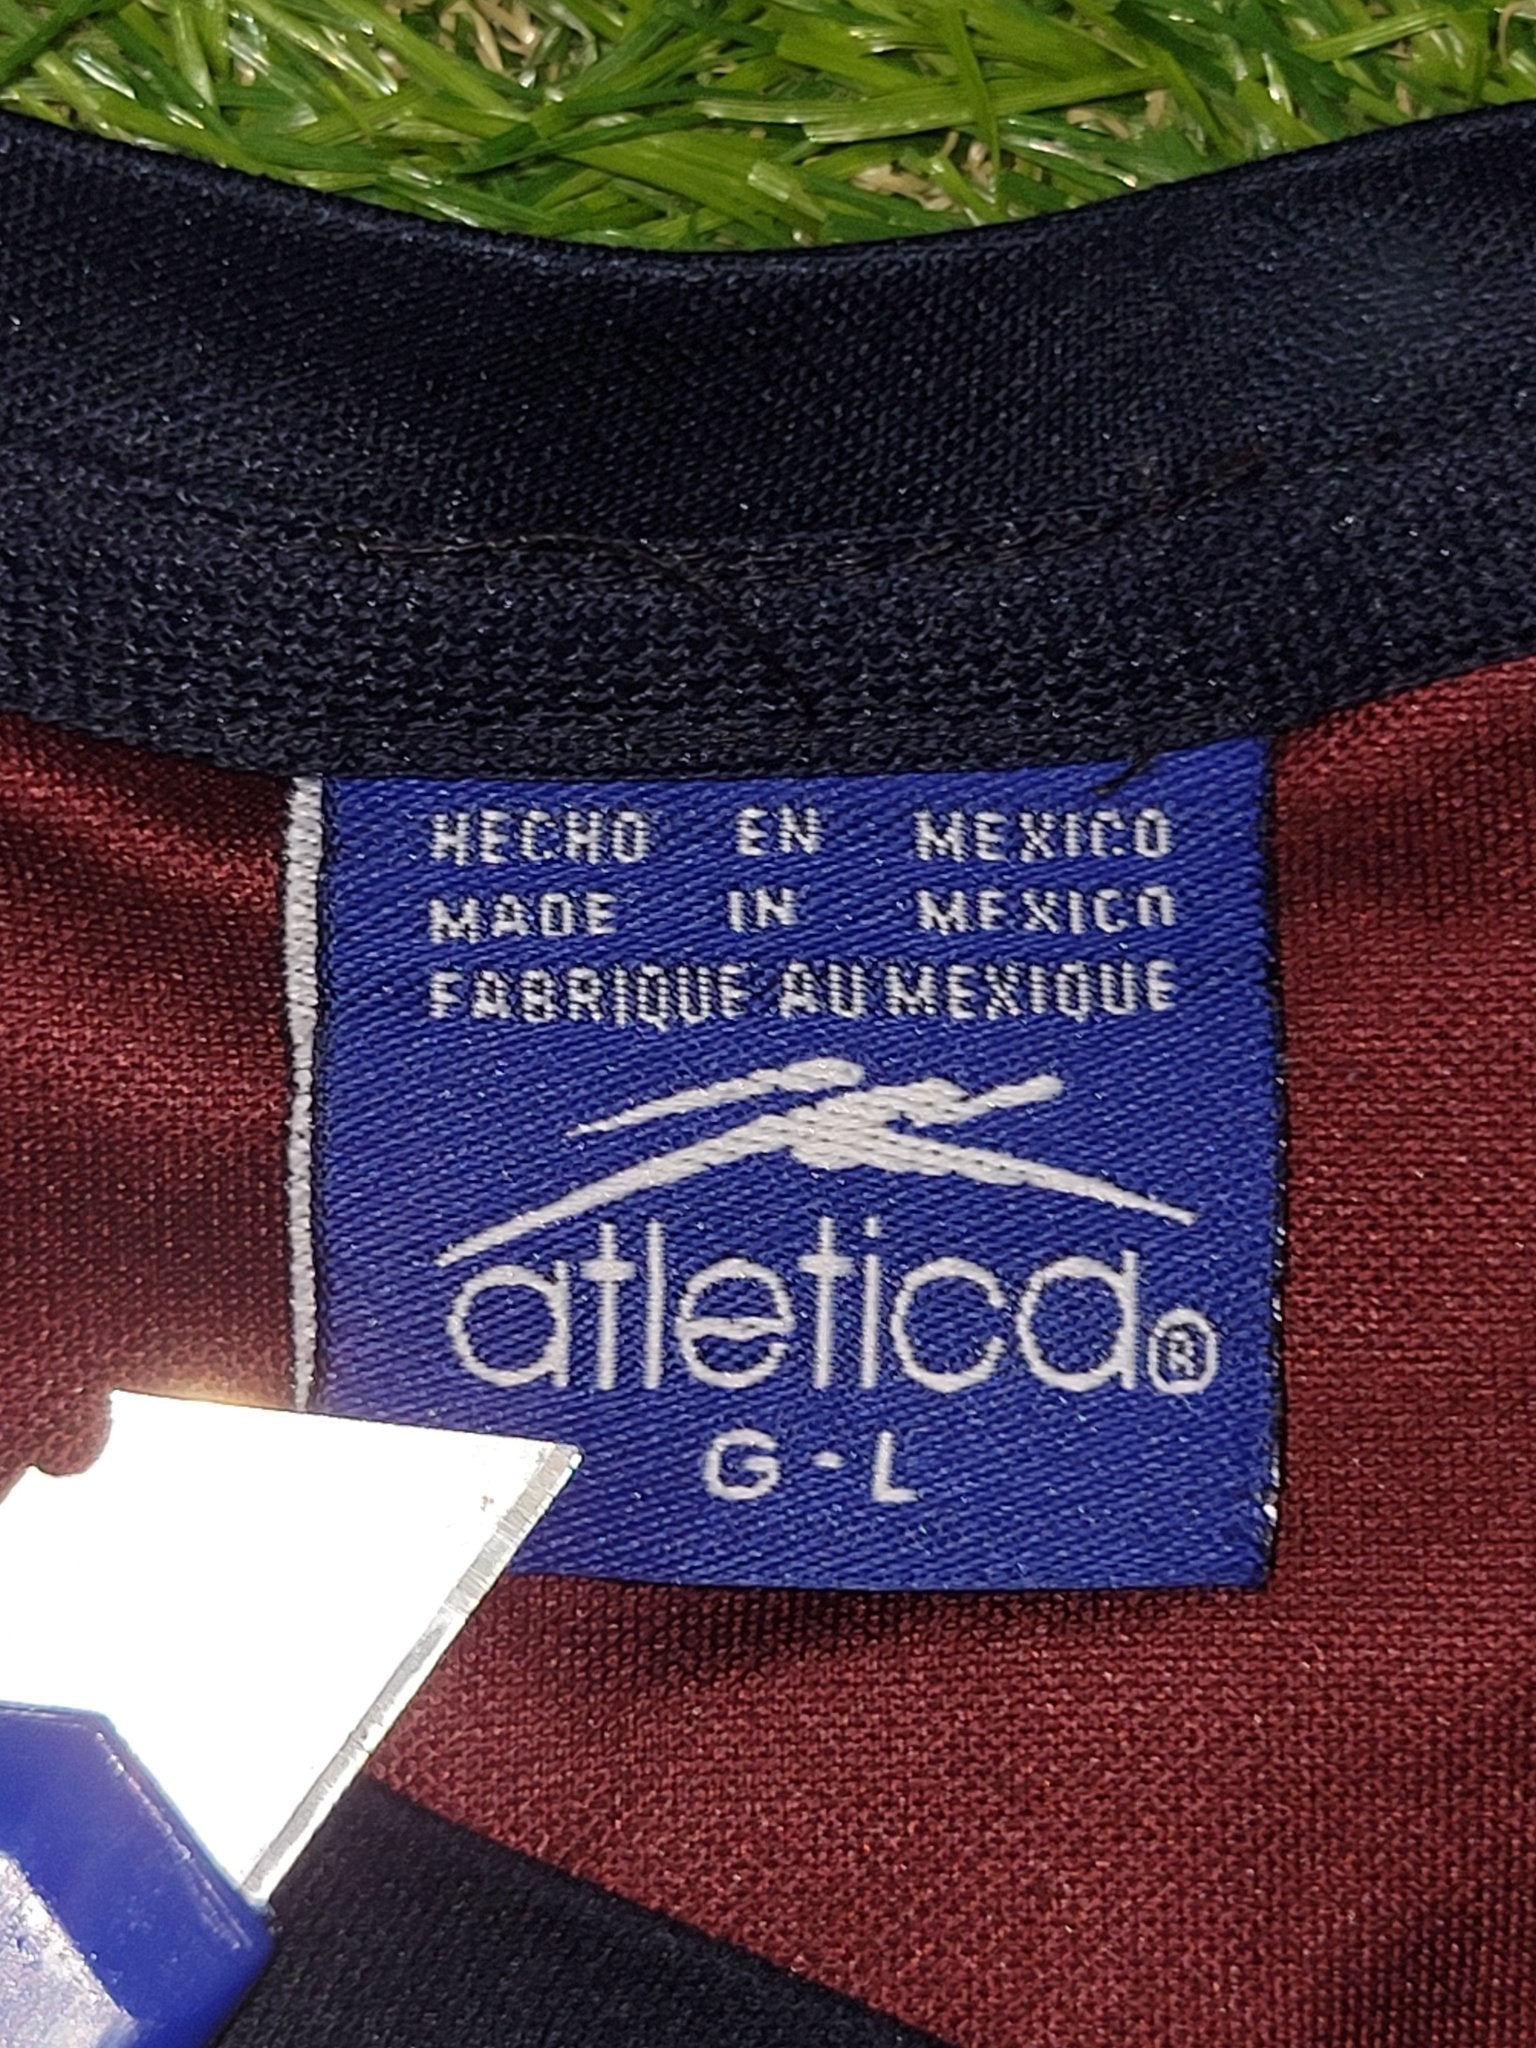 HECHO EN MEXICO
MADE IN MEXICO
FABRIQUE AU MEXIQUE
atletica®
G - L